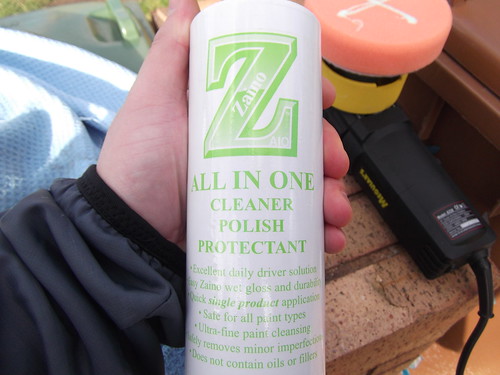 Z
Zaino
AIO
ALL IN ONE
CLEANER
POLISH
PROTECTANT
• Excellent daily driver solution
Zaino wet gloss and durability
Quick single product application
• Safe for all paint types
• Ultra-fine paint cleansing
removes minor imperfections
• Does not contain oils or fillers
Meguiar's